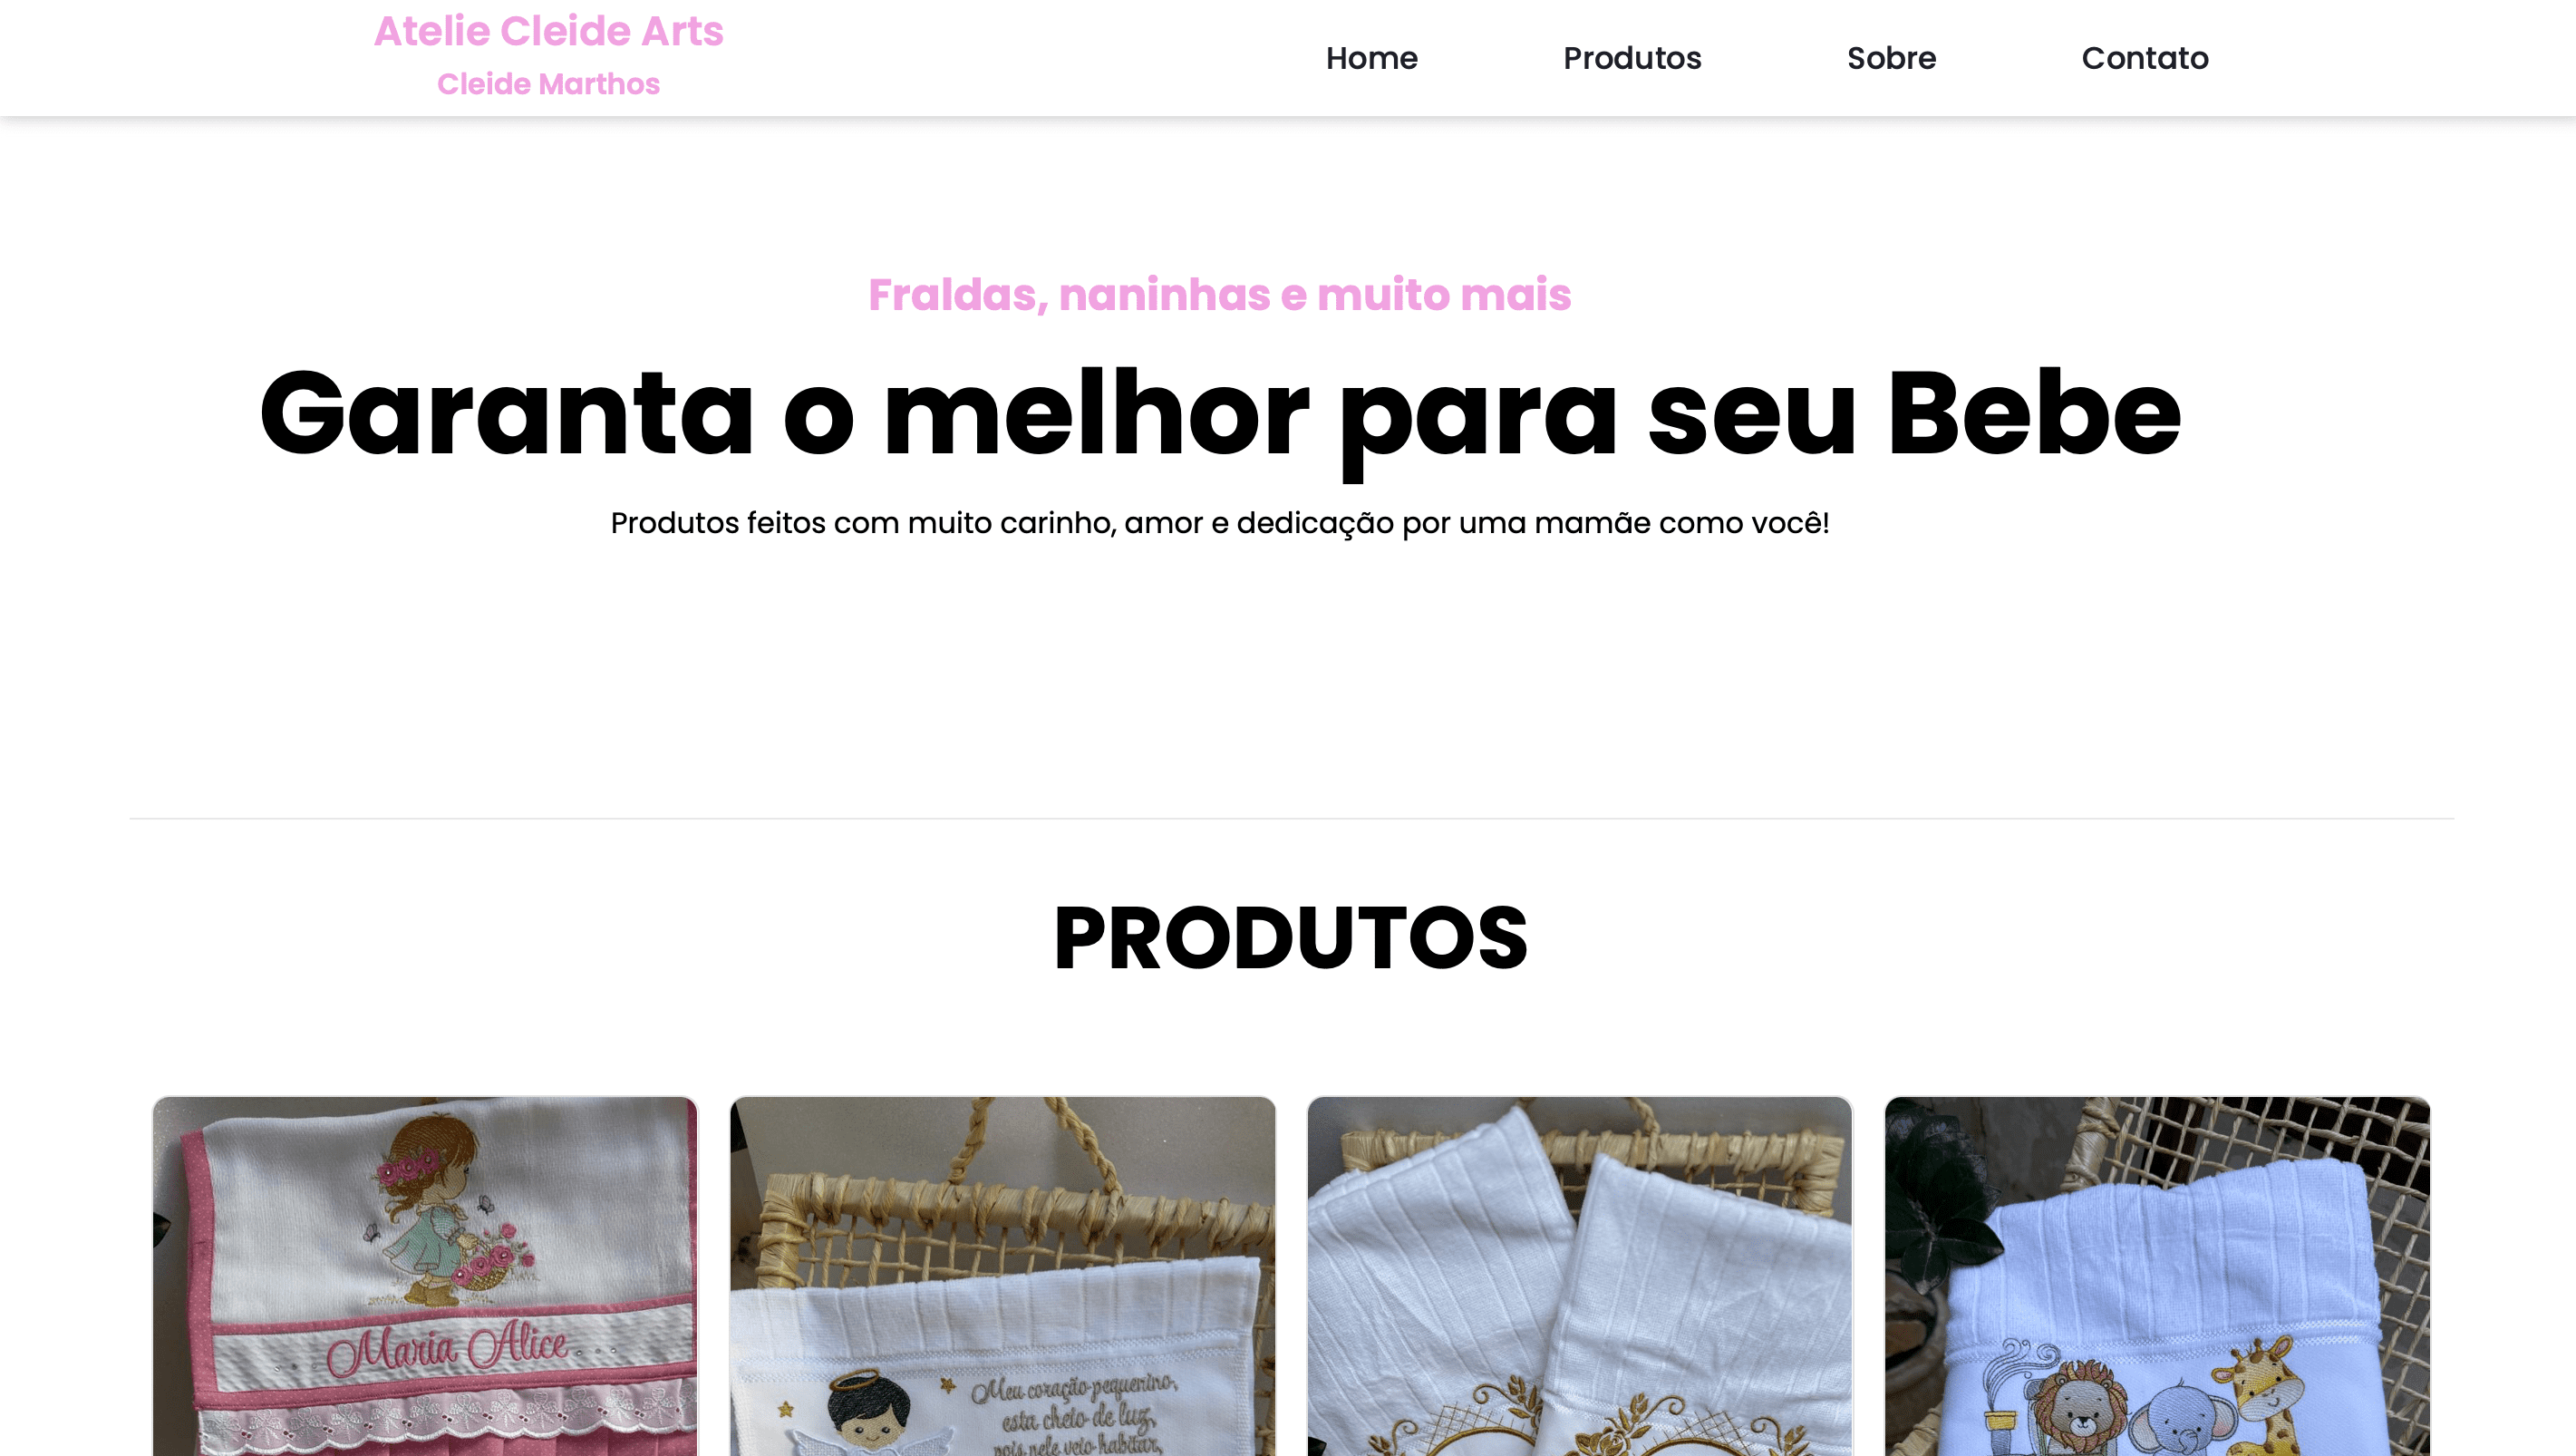 Atelie Cleide Arts
Cleide Marthos
Home Produtos Sobre Contato
Fraldas, naninhas e muito mais
Garanta o melhor para seu Bebe
Produtos feitos com muito carinho, amor e dedicação por uma mamãe como você!
PRODUTOS
Maria Alice
Meu coração pequenino,
esta cheio de luz,
pois nele veio habitar,